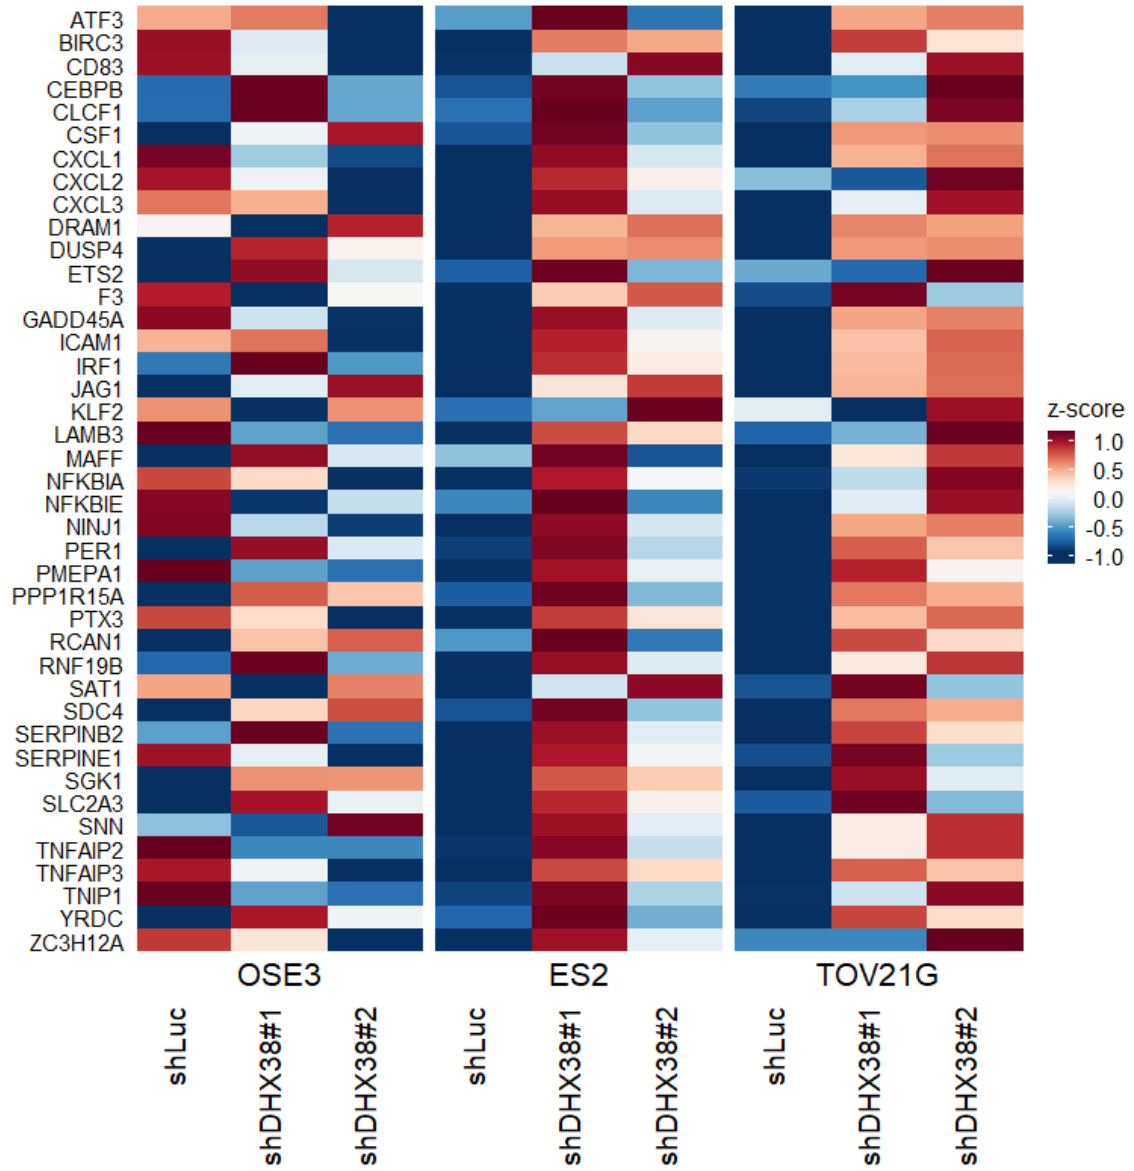 ATF3
BIRC3
CD83
CEBPB
CLCF1
CSF1
CXCL1
CXCL2
CXCL3
DRAM1
DUSP4
ETS2
F3
GADD45A
ICAM1
IRF1
JAG1
KLF2
LAMB3
MAFF
NFKBIA
NFKBIE
NINJ1
PER1
PMEPA1
PPP1R15A
PTX3
RCAN1
RNF19B
SAT1
SDC4
SERPINB2
SERPINE1
SGK1
SLC2A3
SNN
TNFAIP2
TNFAIP3
TNIP1
YRDC
ZC3H12A
OSE3 ES2 TOV21G
shLuc
shDHX38#1
shDHX38#2
shLuc
shDHX38#1
shDHX38#2
shLuc
shDHX38#1
shDHX38#2
z-score
1.0
0.5
0.0
-0.5
-1.0